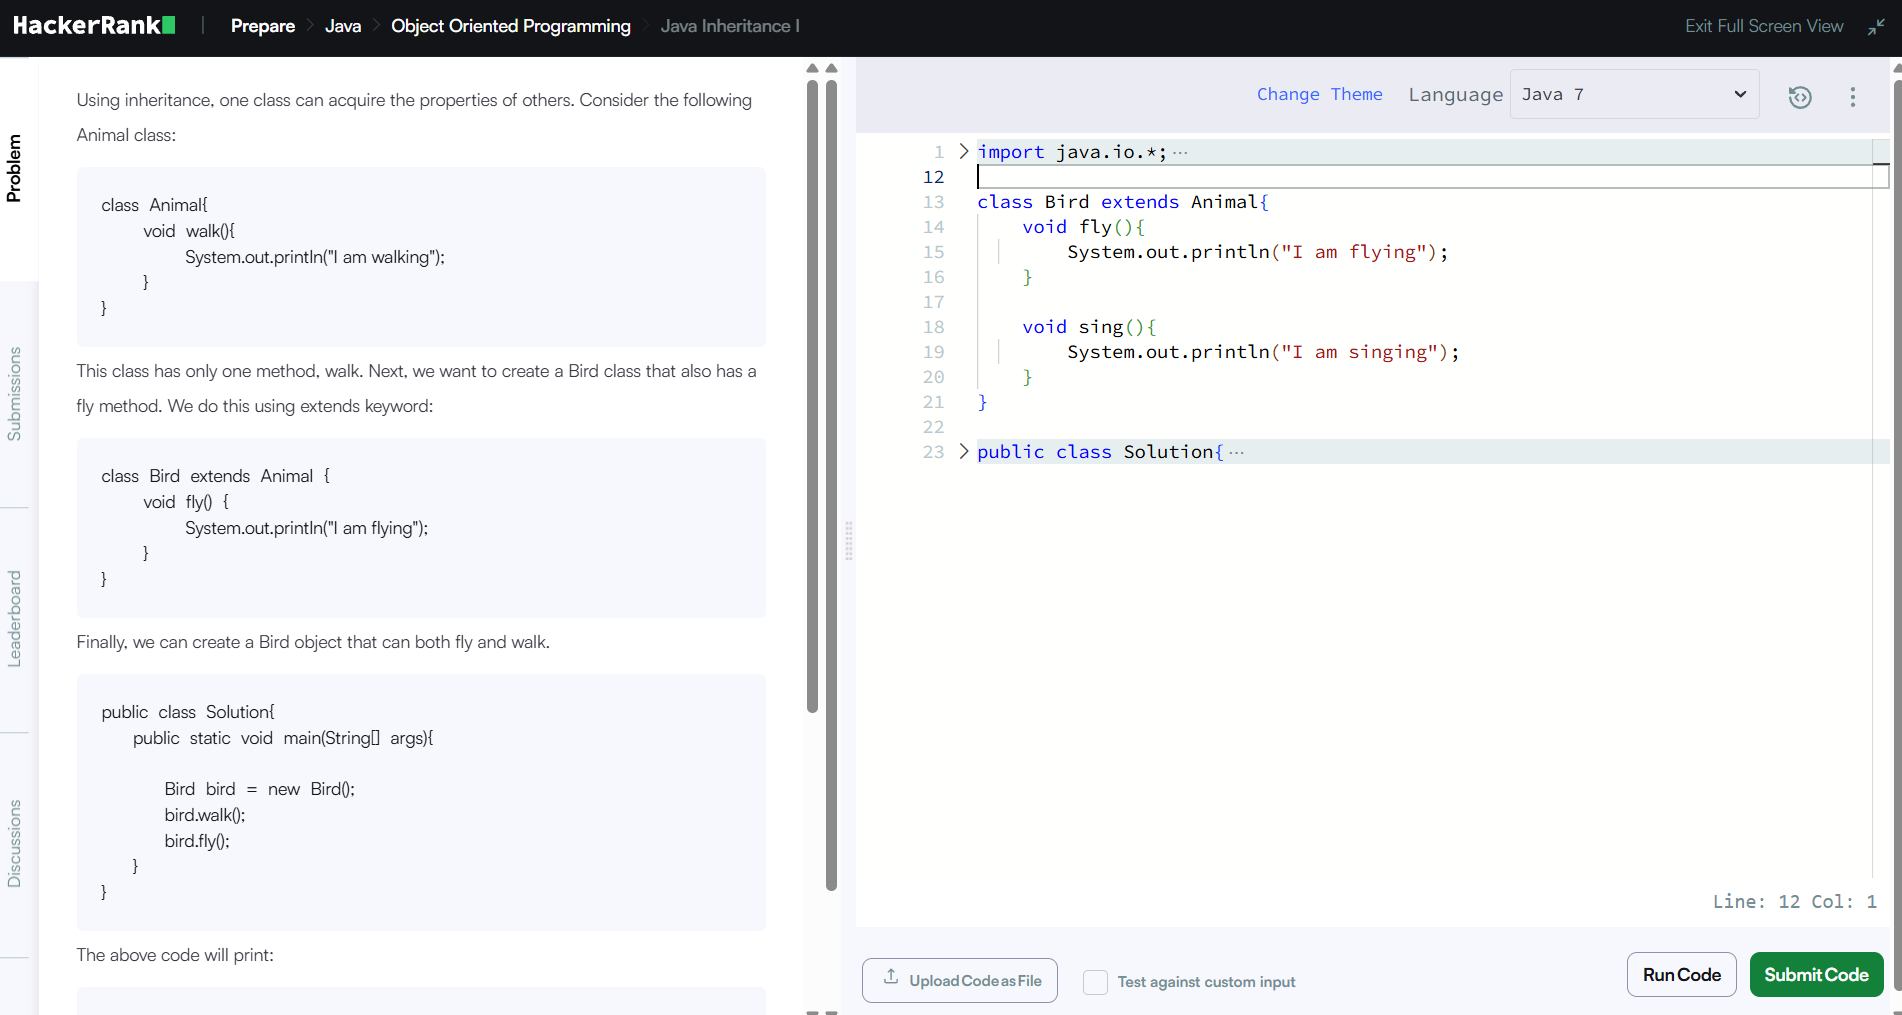 HackerRank | Prepare > Java > Object Oriented Programming > Java Inheritance I Exit Full Screen View
Problem
Submissions
Leaderboard
Discussions
Using inheritance, one class can acquire the properties of others. Consider the following
Animal class:
class Animal{
void walk(){
System.out.println("I am walking");
}
}
This class has only one method, walk. Next, we want to create a Bird class that also has a
fly method. We do this using extends keyword:
class Bird extends Animal {
void fly() {
System.out.println("I am flying");
}
}
Finally, we can create a Bird object that can both fly and walk.
public class Solution{
public static void main(String[] args){
Bird bird = new Bird();
bird.walk();
bird.fly();
}
}
The above code will print:
Change Theme Language Java 7
1 import java.io.*; ···
12
13 class Bird extends Animal{
14 void fly(){
15 System.out.println("I am flying");
16 }
17
18 void sing(){
19 System.out.println("I am singing");
20 }
21 }
22
23 public class Solution{ ···
Line: 12 Col: 1
Upload Code as File Test against custom input Run Code Submit Code